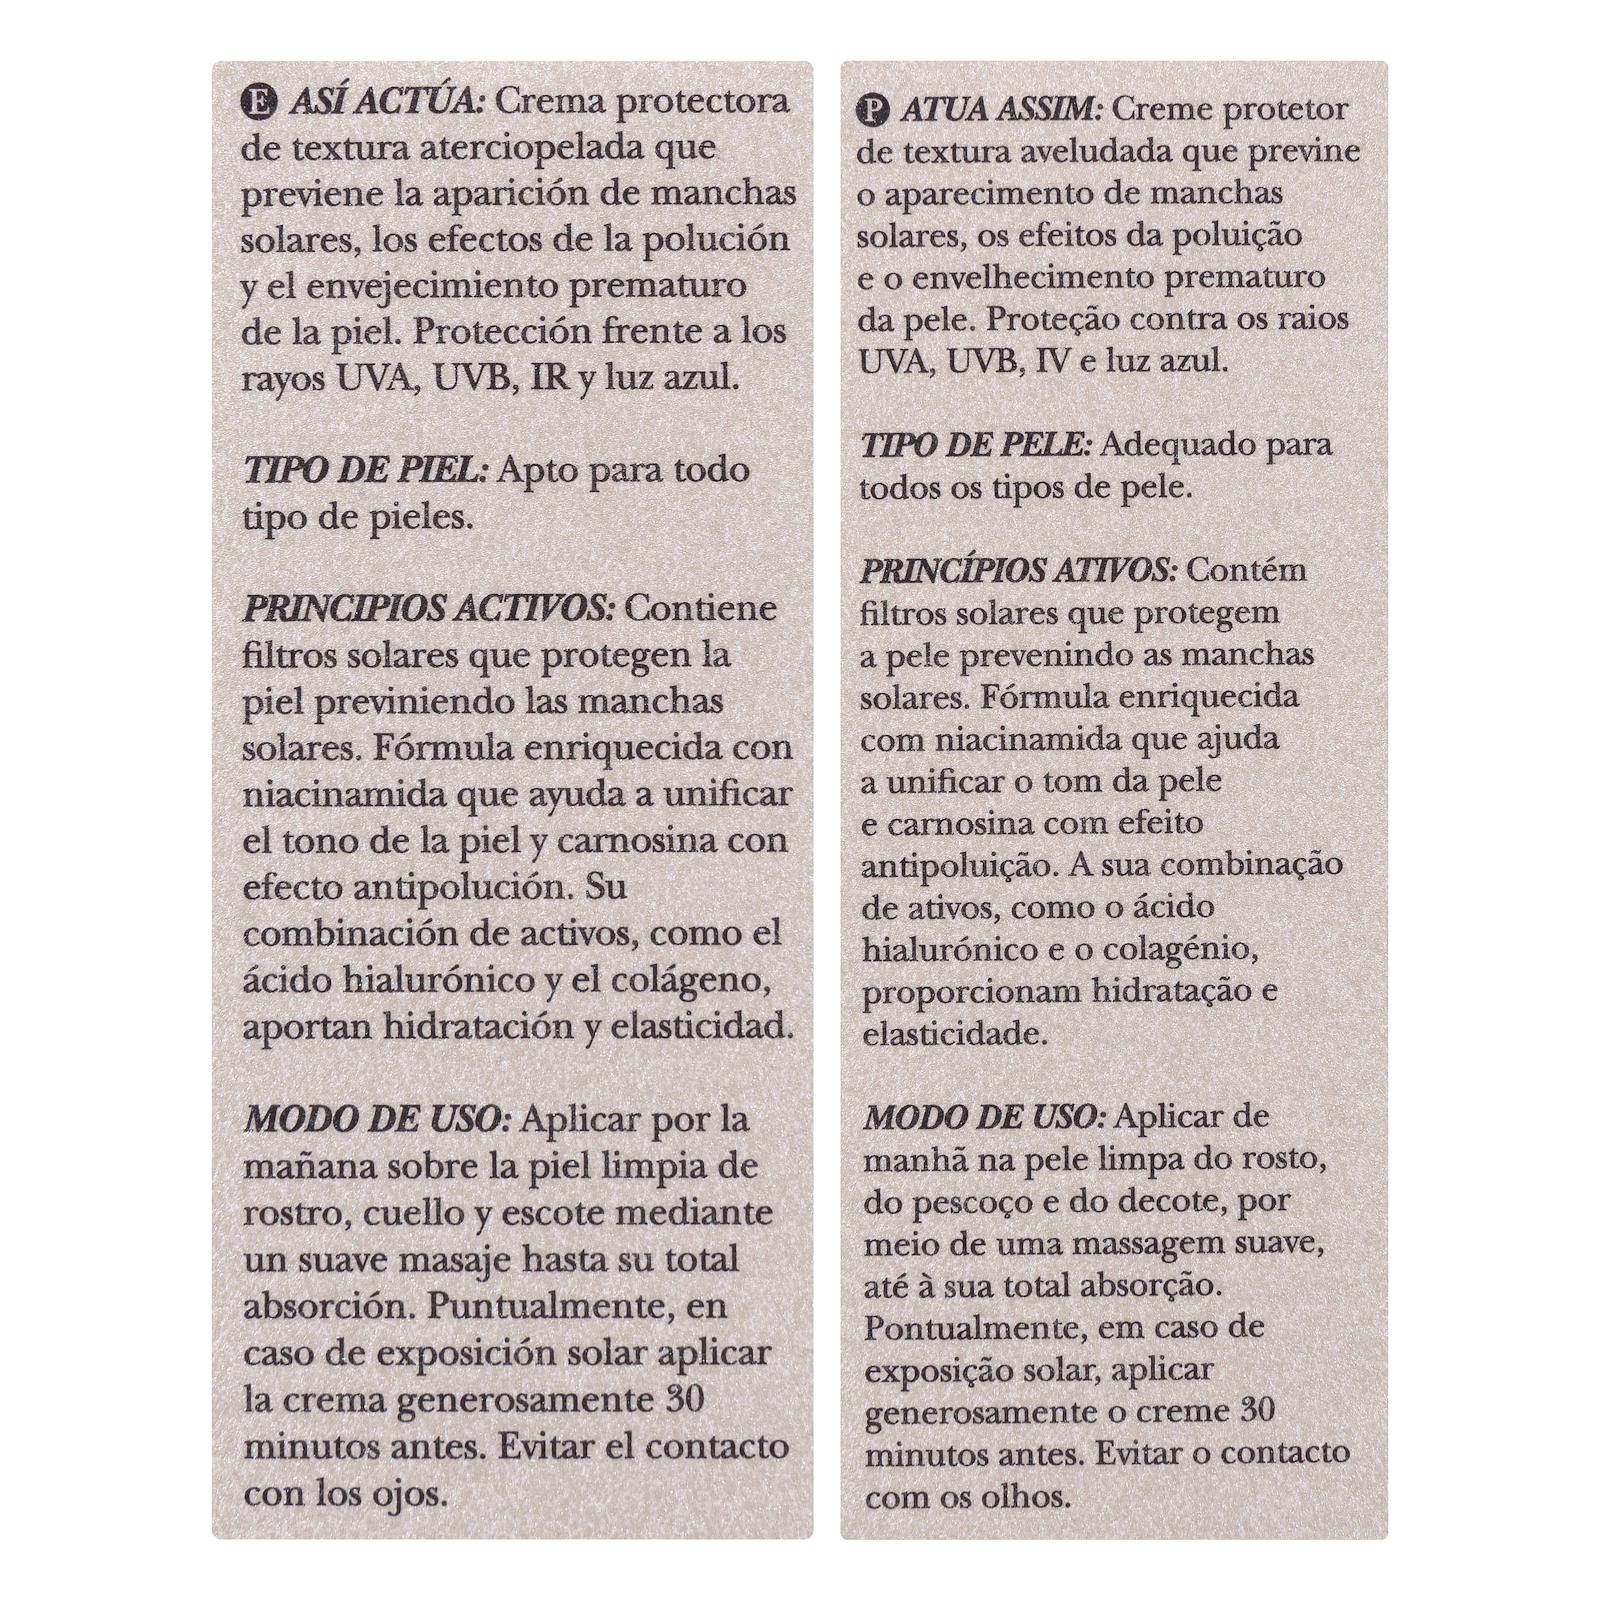 E ASÍ ACTÚA: Crema protectora
de textura aterciopelada que
previene la aparición de manchas
solares, los efectos de la polución
y el envejecimiento prematuro
de la piel. Protección frente a los
rayos UVA, UVB, IR y luz azul.
TIPO DE PIEL: Apto para todo
tipo de pieles.
PRINCIPIOS ACTIVOS: Contiene
filtros solares que protegen la
piel previniendo las manchas
solares. Fórmula enriquecida con
niacinamida que ayuda a unificar
el tono de la piel y carnosina con
efecto antipolución. Su
combinación de activos, como el
ácido hialurónico y el colágeno,
aportan hidratación y elasticidad.
MODO DE USO: Aplicar por la
mañana sobre la piel limpia de
rostro, cuello y escote mediante
un suave masaje hasta su total
absorción. Puntualmente, en
caso de exposición solar aplicar
la crema generosamente 30
minutos antes. Evitar el contacto
con los ojos.
P ATUA ASSIM: Creme protetor
de textura aveludada que previne
o aparecimento de manchas
solares, os efeitos da poluição
e o envelhecimento prematuro
da pele. Proteção contra os raios
UVA, UVB, IV e luz azul.
TIPO DE PELE: Adequado para
todos os tipos de pele.
PRINCÍPIOS ATIVOS: Contém
filtros solares que protegem
a pele prevenindo as manchas
solares. Fórmula enriquecida
com niacinamida que ajuda
a unificar o tom da pele
e carnosina com efeito
antipoluição. A sua combinação
de ativos, como o ácido
hialurónico e o colagénio,
proporcionam hidratação e
elasticidade.
MODO DE USO: Aplicar de
manhã na pele limpa do rosto,
do pescoço e do decote, por
meio de uma massagem suave,
até à sua total absorção.
Pontualmente, em caso de
exposição solar, aplicar
generosamente o creme 30
minutos antes. Evitar o contacto
com os olhos.